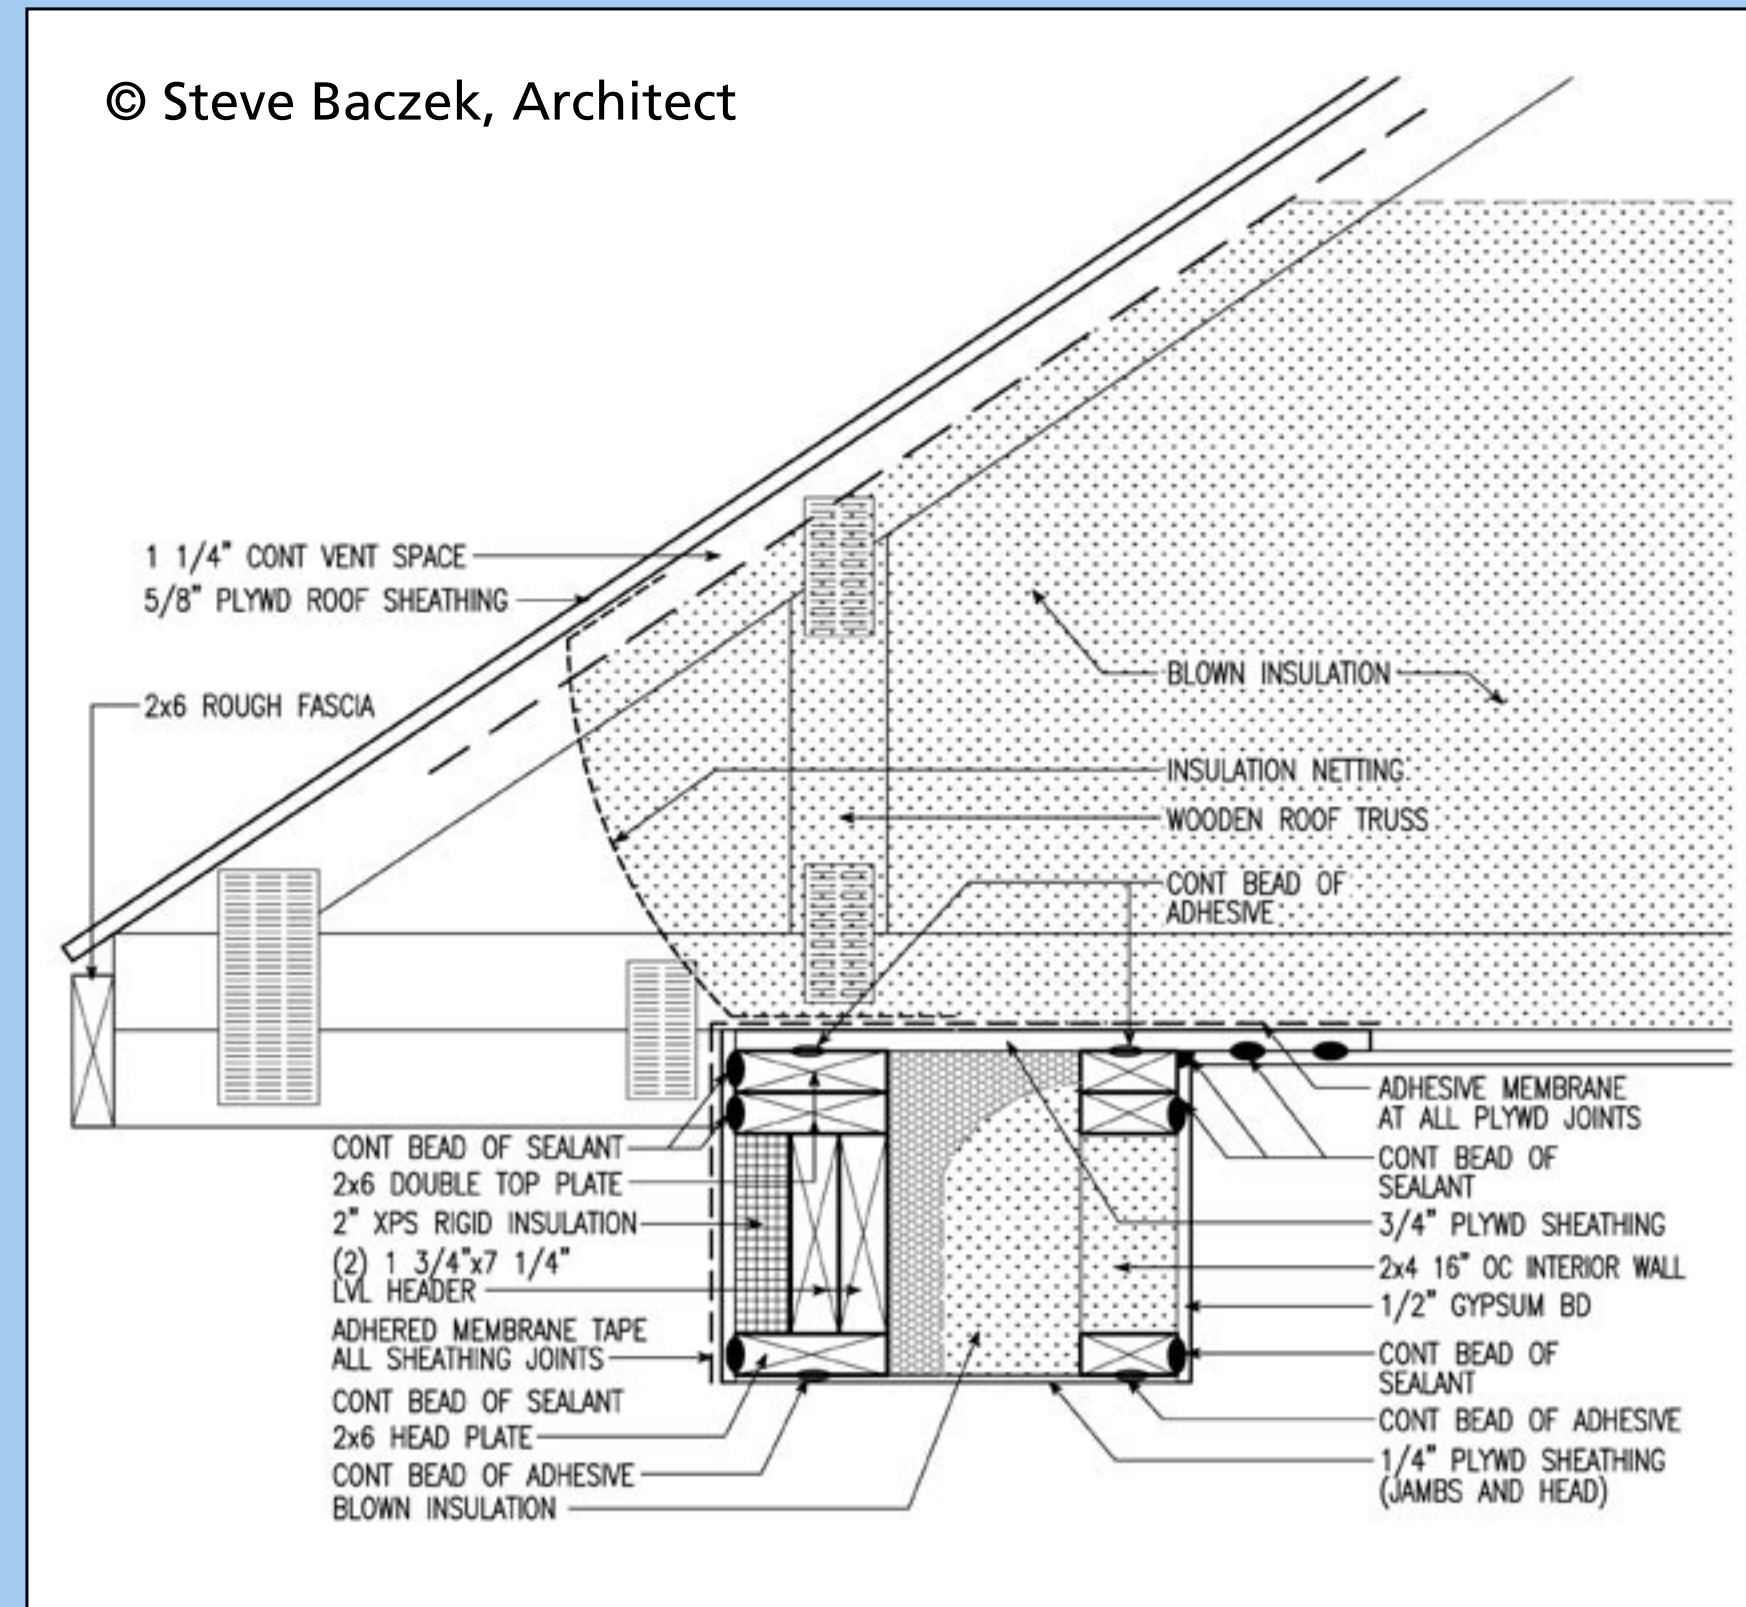 © Steve Baczek, Architect
1 1/4" CONT VENT SPACE
5/8" PLYWD ROOF SHEATHING
2x6 ROUGH FASCIA
BLOWN INSULATION
INSULATION NETTING
WOODEN ROOF TRUSS
CONT BEAD OF
ADHESIVE
CONT BEAD OF SEALANT
2x6 DOUBLE TOP PLATE
2" XPS RIGID INSULATION
(2) 1 3/4"x7 1/4"
LVL HEADER
ADHERED MEMBRANE TAPE
ALL SHEATHING JOINTS
CONT BEAD OF SEALANT
2x6 HEAD PLATE
CONT BEAD OF ADHESIVE
BLOWN INSULATION
ADHESIVE MEMBRANE
AT ALL PLYWD JOINTS
CONT BEAD OF
SEALANT
3/4" PLYWD SHEATHING
2x4 16" OC INTERIOR WALL
1/2" GYPSUM BD
CONT BEAD OF
SEALANT
CONT BEAD OF ADHESIVE
1/4" PLYWD SHEATHING
(JAMBS AND HEAD)